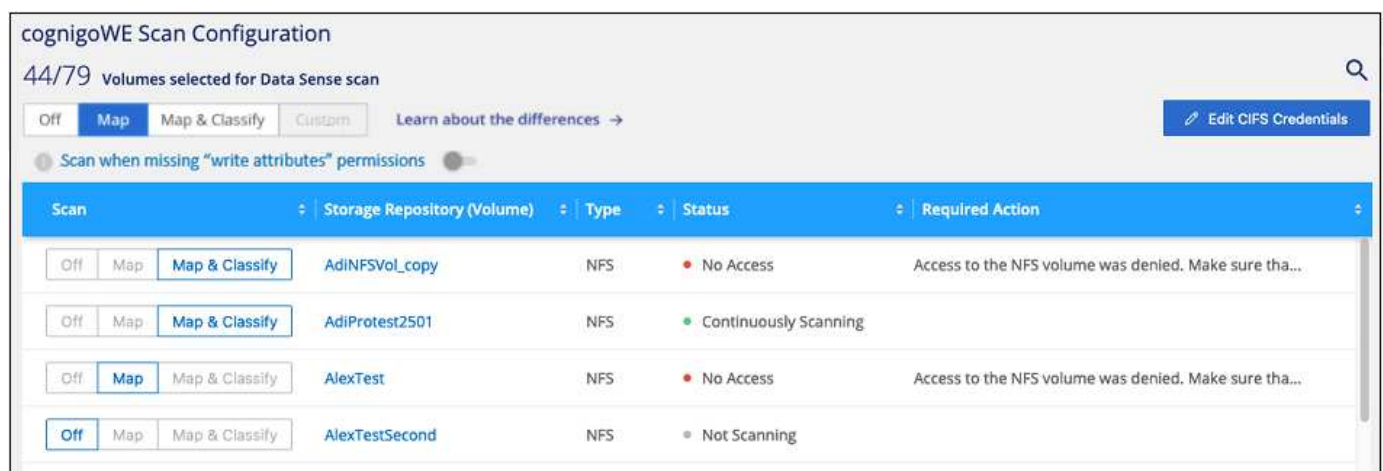 cognigoWE Scan Configuration
44/79 Volumes selected for Data Sense scan
Off Map Map & Classify Custom Learn about the differences → Edit CIFS Credentials
Scan when missing “write attributes” permissions
Scan Storage Repository (Volume) Type Status Required Action
Off Map Map & Classify AdiNFSVol_copy NFS No Access Access to the NFS volume was denied. Make sure tha...
Off Map Map & Classify AdiProtest2501 NFS Continuously Scanning
Off Map Map & Classify AlexTest NFS No Access Access to the NFS volume was denied. Make sure tha...
Off Map Map & Classify AlexTestSecond NFS Not Scanning